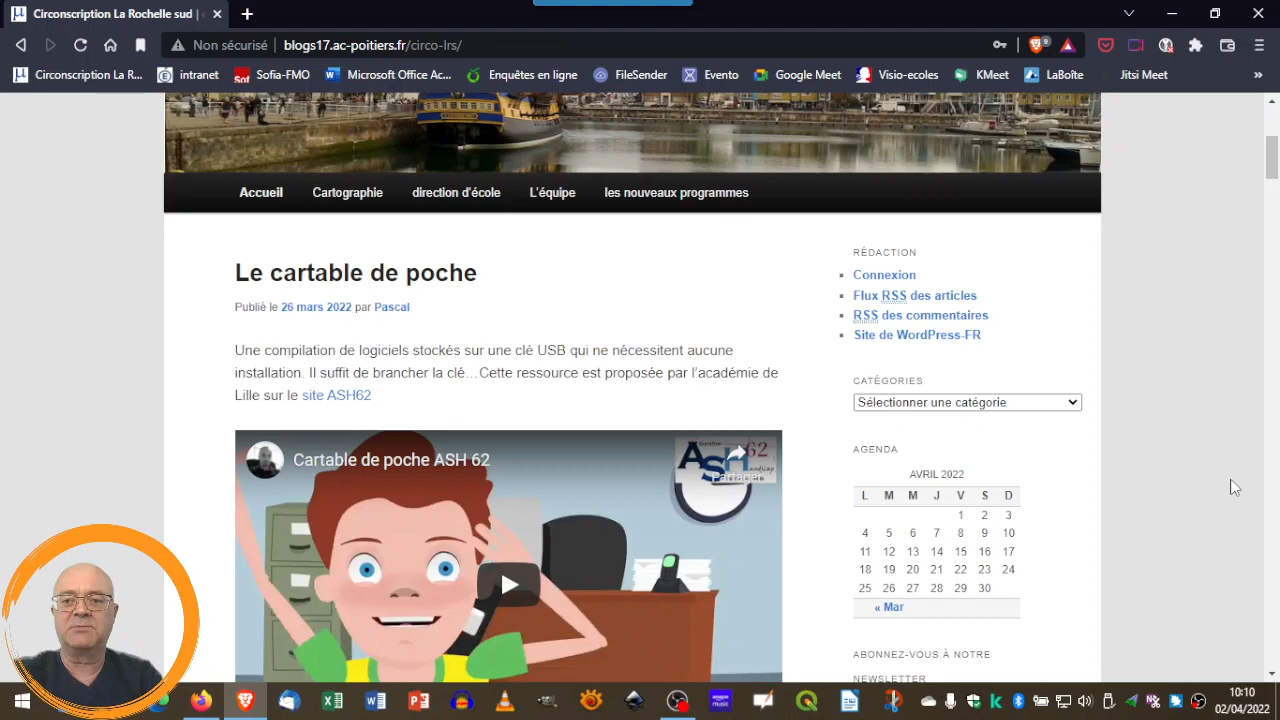 Circonscription La Rochelle sud |
Non sécurisé
blogs17.ac-poitiers.fr/circo-lrs/
9
Circonscription La R...
intranet
Sofia-FMO
Microsoft Office Ac...
Enquêtes en ligne
FileSender
Evento
Google Meet
Visio-ecoles
KMeet
LaBoîte
Jitsi Meet
»
Accueil
Cartographie
direction d'école
L'équipe
les nouveaux programmes
Le cartable de poche
Publié le 26 mars 2022 par Pascal
Une compilation de logiciels stockés sur une clé USB qui ne nécessitent aucune
installation. Il suffit de brancher la clé…Cette ressource est proposée par l'académie de
Lille sur le site ASH62
Cartable de poche ASH 62
ASH 62
Partager
RÉDACTION
Connexion
Flux RSS des articles
RSS des commentaires
Site de WordPress-FR
CATÉGORIES
Sélectionner une catégorie
AGENDA
AVRIL 2022
L M M J V S D
1 2 3
4 5 6 7 8 9 10
11 12 13 14 15 16 17
18 19 20 21 22 23 24
25 26 27 28 29 30
« Mar
ABONNEZ-VOUS À NOTRE
NEWSLETTER
10:10
02/04/2022